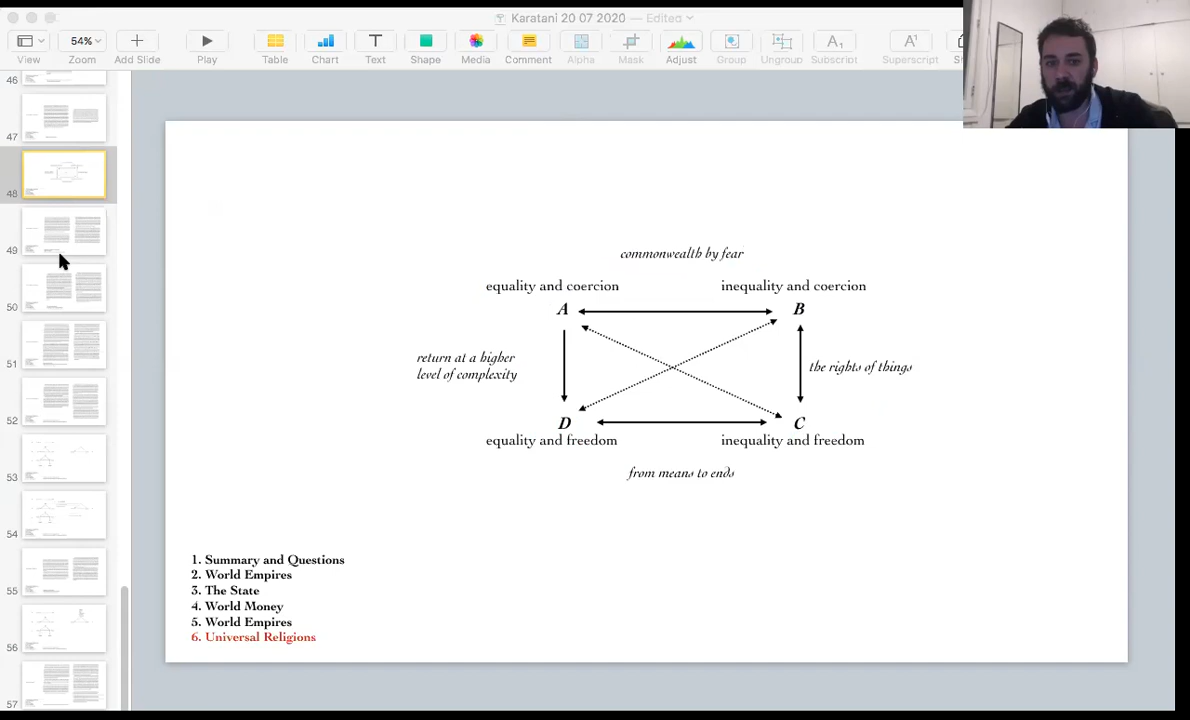 Karatani 20 07 2020 — Edited
54%
View Zoom Add Slide Play Table Chart Text Shape Media Comment Alpha Mask Adjust Group Ungroup Subscript Superscript
46
47
48
49
50
51
52
53
54
55
56
57
commonwealth by fear
equality and coercion inequality and coercion
A B
return at a higher
level of complexity
the rights of things
D C
equality and freedom inequality and freedom
from means to ends
1. Summary and Questions
2. World Empires
3. The State
4. World Money
5. World Empires
6. Universal Religions